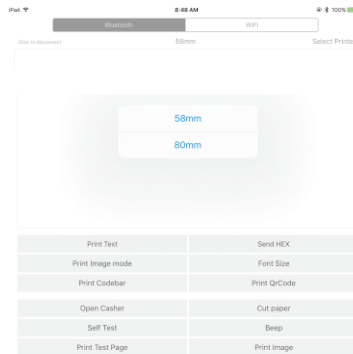 iPad 8:48 AM 100%
Bluetooth WIFI
Click to disconnect 58mm Select Printe
58mm
80mm
Print Text Send HEX
Print Image mode Font Size
Print Codebar Print QrCode
Open Casher Cut paper
Self Test Beep
Print Test Page Print Image